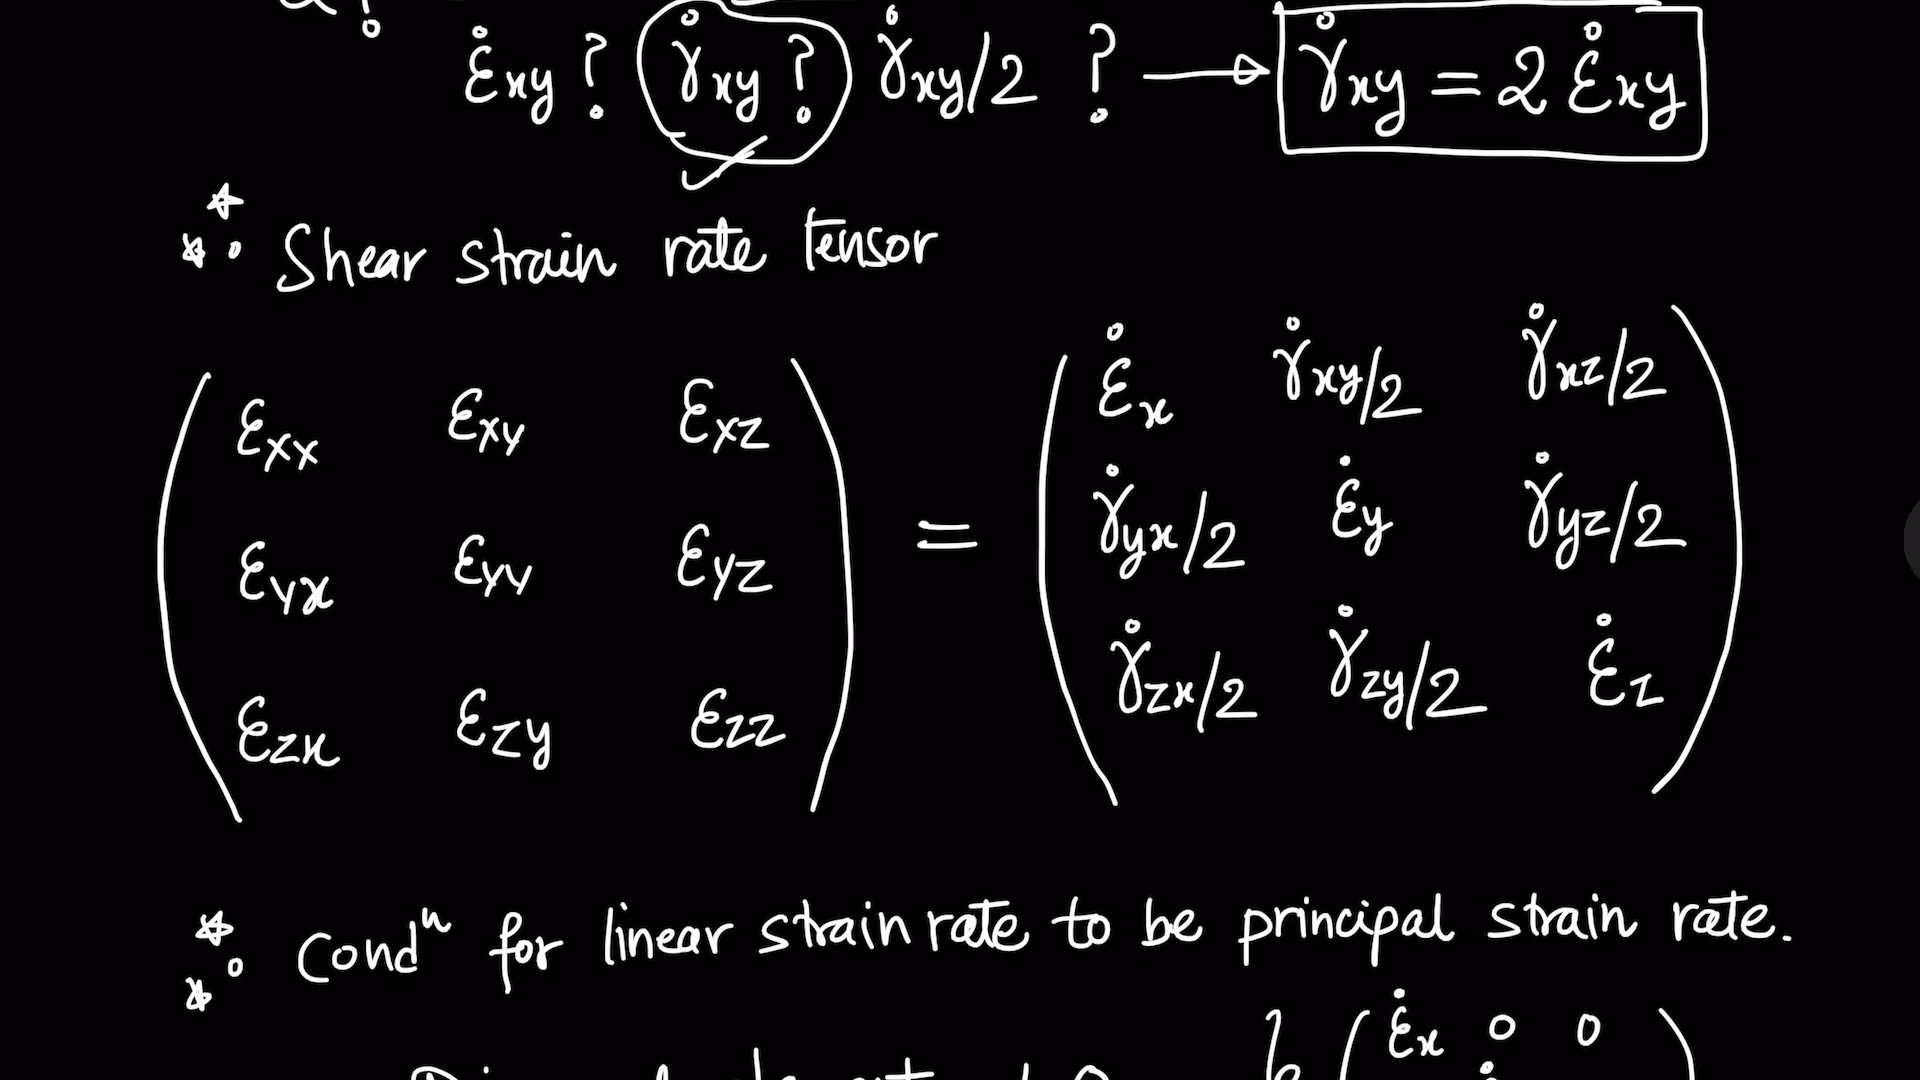 ε̇xy ? γ̇xy ? γ̇xy/2 ? → γ̇xy = 2 ε̇xy
Shear strain rate tensor
εxx εxy εxz = ε̇x γ̇xy/2 γ̇xz/2
εyx εyy εyz γ̇yx/2 ε̇y γ̇yz/2
εzx εzy εzz γ̇zx/2 γ̇zy/2 ε̇z
Condⁿ for linear strain rate to be principal strain rate.
ε̇x 0 0